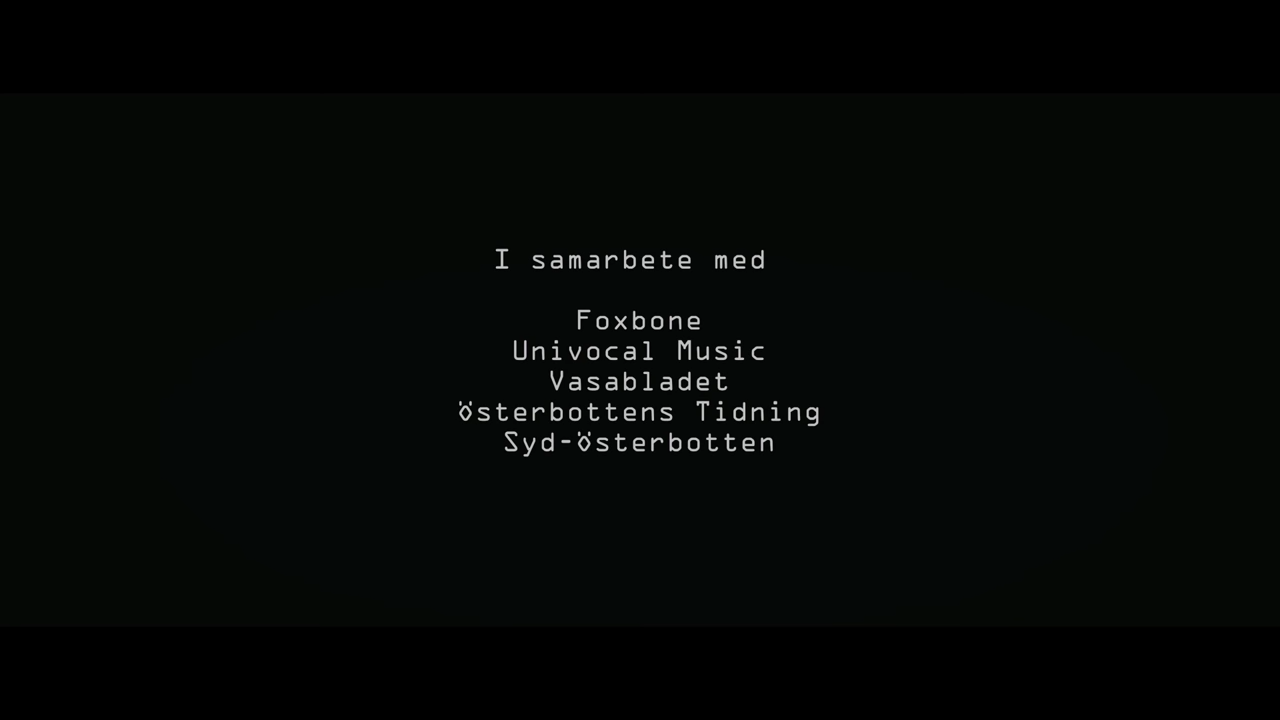 I samarbete med
Foxbone
Univocal Music
Vasabladet
Österbottens Tidning
Syd-Österbotten